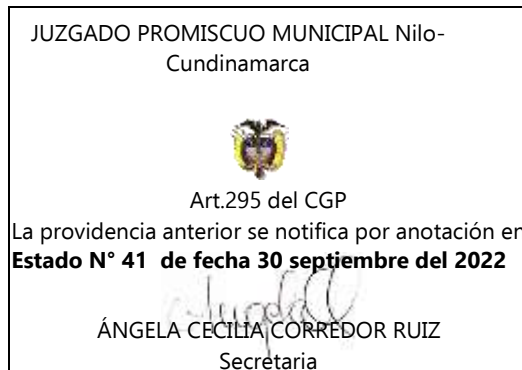 JUZGADO PROMISCUO MUNICIPAL Nilo-
Cundinamarca
Art.295 del CGP
La providencia anterior se notifica por anotación en
Estado N° 41 de fecha 30 septiembre del 2022
ÁNGELA CECILIA CORREDOR RUIZ
Secretaria